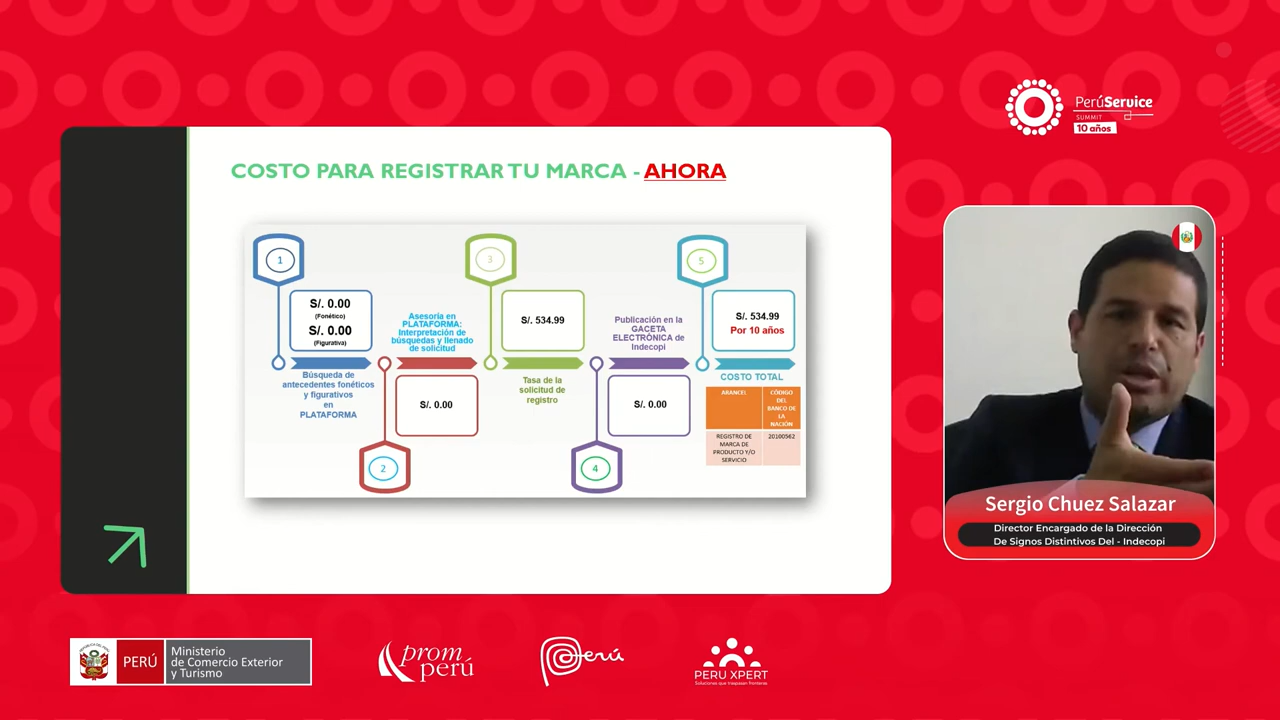 PerúService
SUMMIT
10 años
COSTO PARA REGISTRAR TU MARCA - AHORA
1
S/. 0.00
(Fonético)
S/. 0.00
(Figurativa)
Búsqueda de
antecedentes fonéticos
y figurativos
en
PLATAFORMA
Asesoría en
PLATAFORMA:
Interpretación de
búsquedas y llenado
de solicitud
S/. 0.00
2
3
S/. 534.99
Tasa de la
solicitud de
registro
Publicación en la
GACETA
ELECTRÓNICA de
Indecopi
S/. 0.00
4
5
S/. 534.99
Por 10 años
COSTO TOTAL
ARANCEL
CÓDIGO
DEL
BANCO DE
LA
NACIÓN
REGISTRO DE
MARCA DE
PRODUCTO Y/O
SERVICIO
20100562
Sergio Chuez Salazar
Director Encargado de la Dirección
De Signos Distintivos Del - Indecopi
PERÚ
Ministerio
de Comercio Exterior
y Turismo
prom
perú
Perú
PERU XPERT
Soluciones que traspasan fronteras